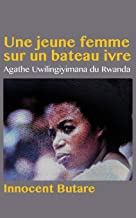 Une jeune femme
sur un bateau ivre
Agathe Uwilingiyimana du Rwanda
Innocent Butare